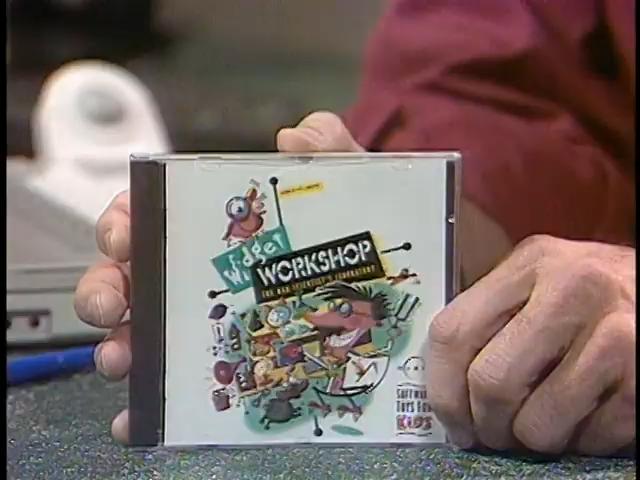 Widget
WORKSHOP
THE MAD SCIENTIST'S LABORATORY
SOFTWARE
TOYS FOR
KiDS